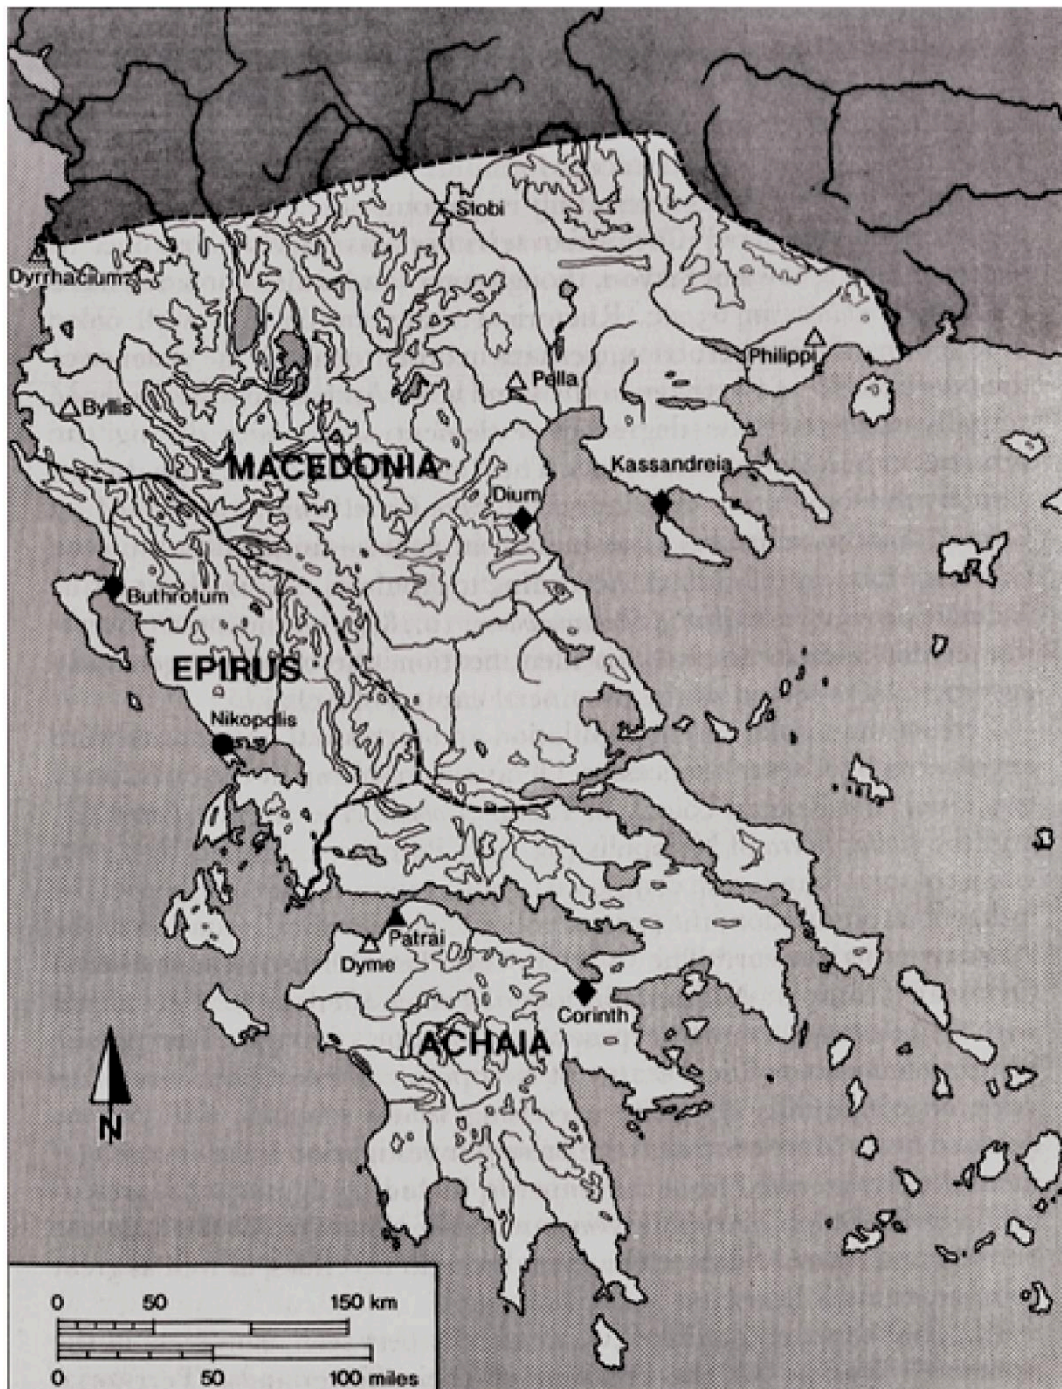 Stobi
Dyrrhacium
Philippi
Pella
Byllis
MACEDONIA
Kassandreia
Dium
Buthrotum
EPIRUS
Nikopolis
Patrai
Dyme
Corinth
ACHAIA
N
0 50 150 km
0 50 100 miles